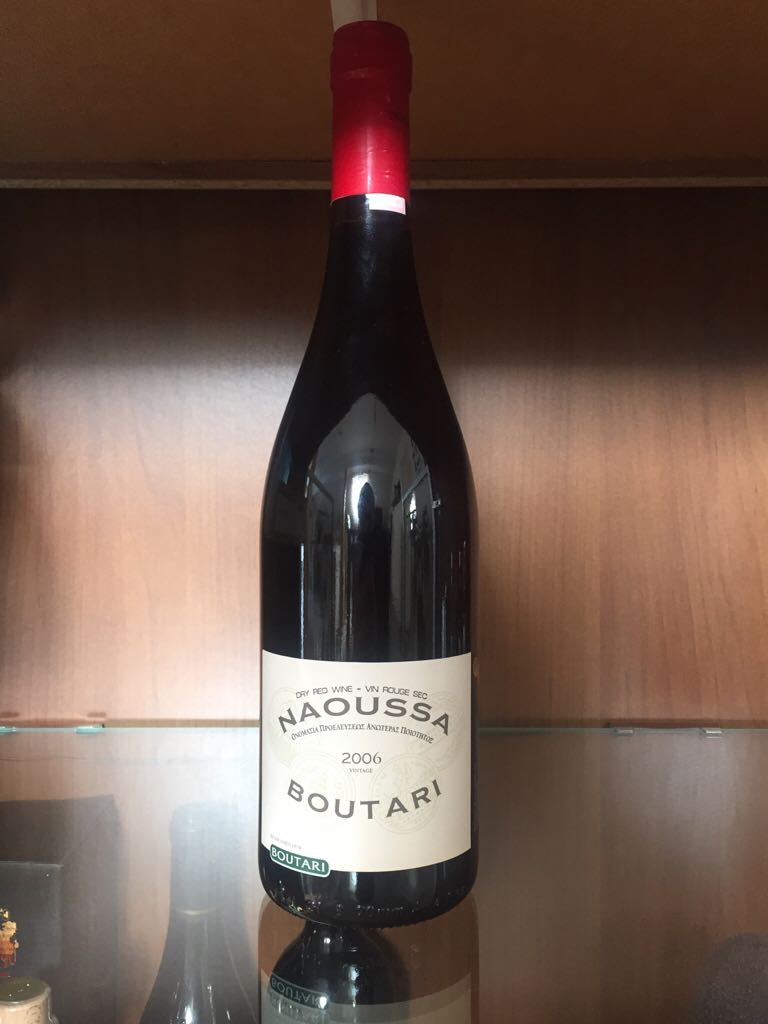 DRY RED WINE - VIN ROUGE SEC
NAOUSSA
ΟΝΟΜΑΣΙΑ ΠΡΟΕΛΕΥΣΕΩΣ ΑΝΩΤΕΡΑΣ ΠΟΙΟΤΗΤΟΣ
2006
VINTAGE
BOUTARI
BOUTARI